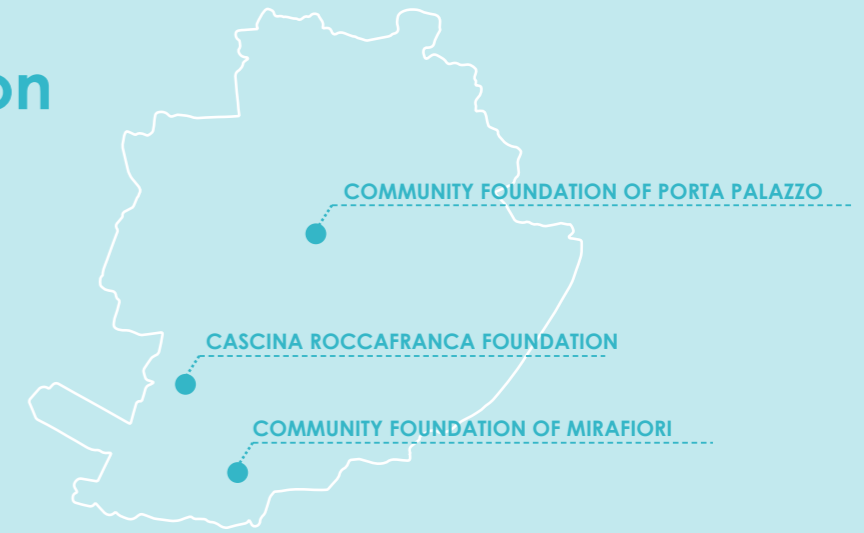 on
COMMUNITY FOUNDATION OF PORTA PALAZZO
CASCINA ROCCAFRANCA FOUNDATION
COMMUNITY FOUNDATION OF MIRAFIORI